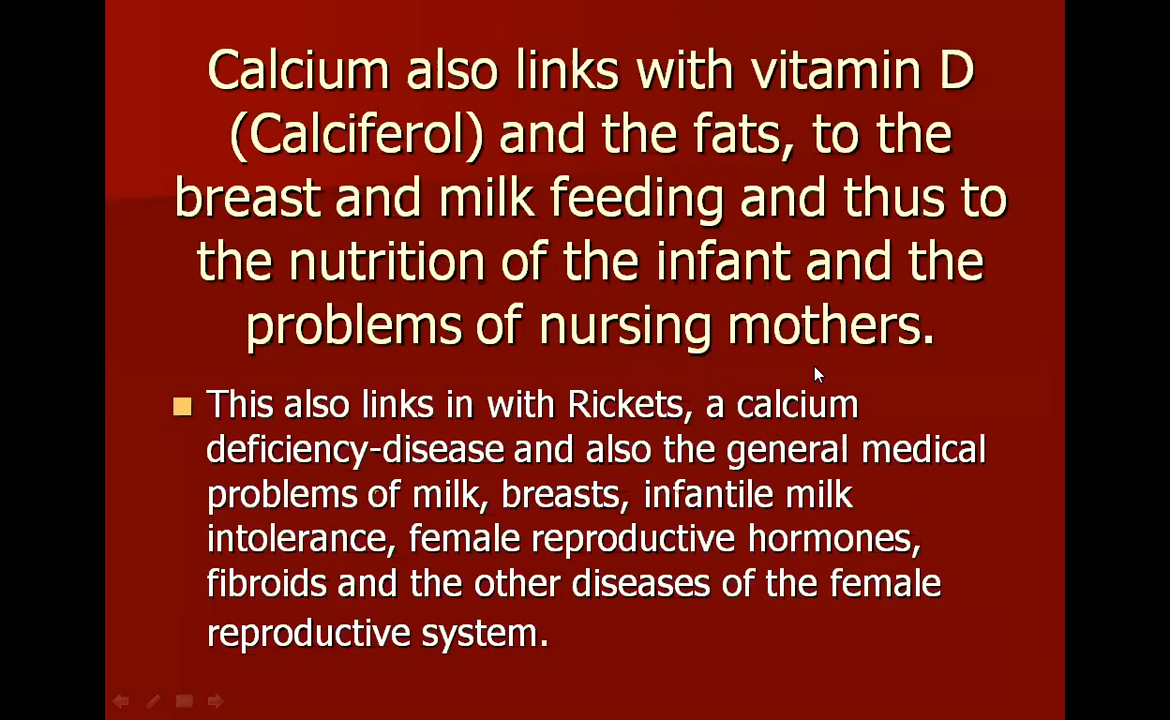 Calcium also links with vitamin D
(Calciferol) and the fats, to the
breast and milk feeding and thus to
the nutrition of the infant and the
problems of nursing mothers.
This also links in with Rickets, a calcium
deficiency-disease and also the general medical
problems of milk, breasts, infantile milk
intolerance, female reproductive hormones,
fibroids and the other diseases of the female
reproductive system.